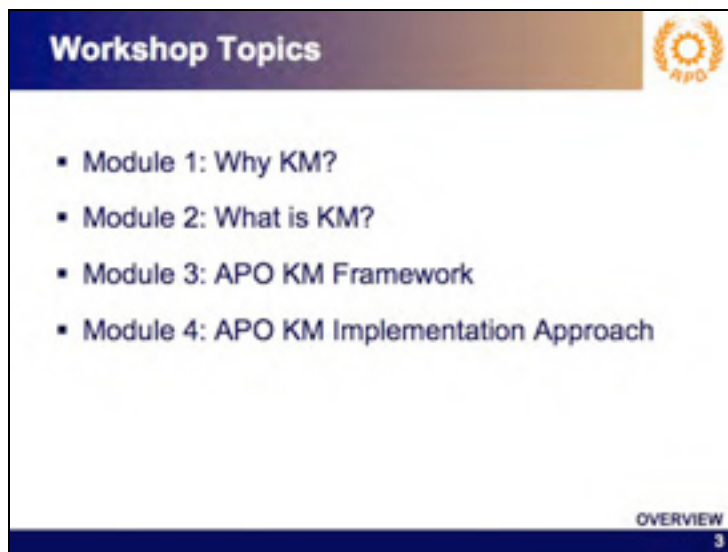 Workshop Topics
APO
▪ Module 1: Why KM?
▪ Module 2: What is KM?
▪ Module 3: APO KM Framework
▪ Module 4: APO KM Implementation Approach
OVERVIEW
3